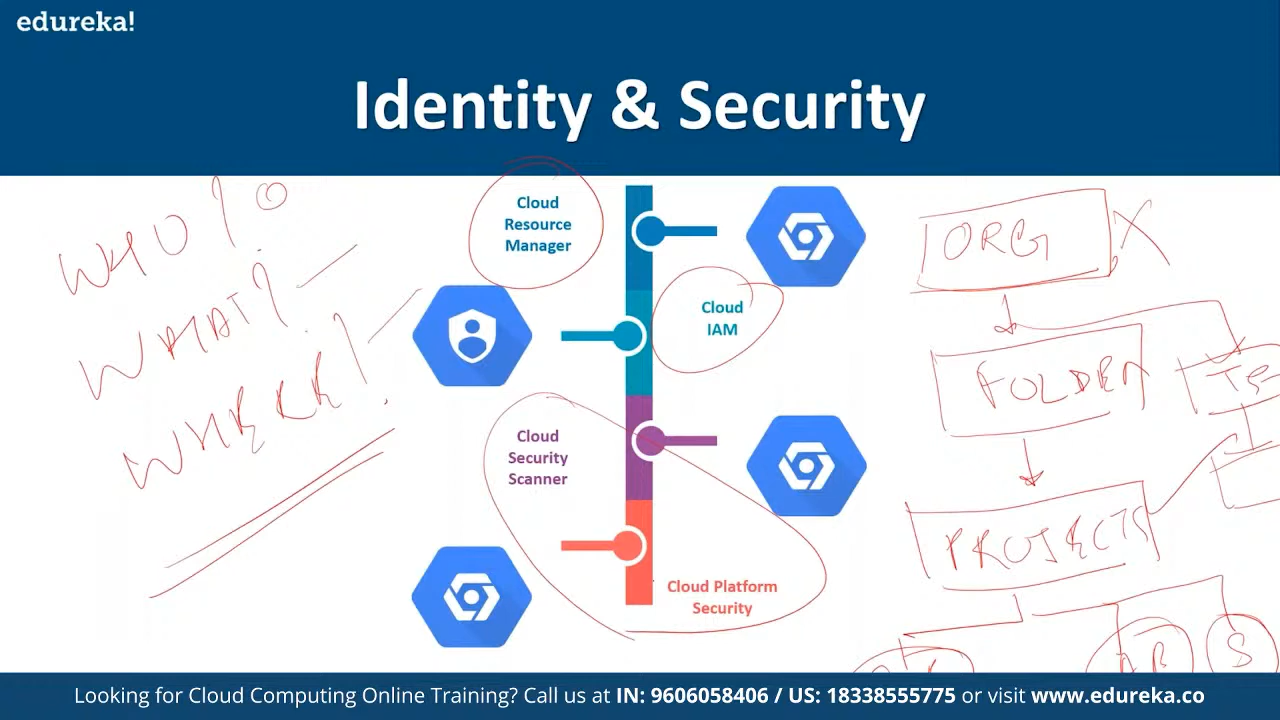 edureka!
Identity & Security
WHO?
WHAT?
WHERE?
Cloud
Resource
Manager
Cloud
IAM
Cloud
Security
Scanner
Cloud Platform
Security
ORG
FOLDER
PROJECTS
S
Looking for Cloud Computing Online Training? Call us at IN: 9606058406 / US: 18338555775 or visit www.edureka.co